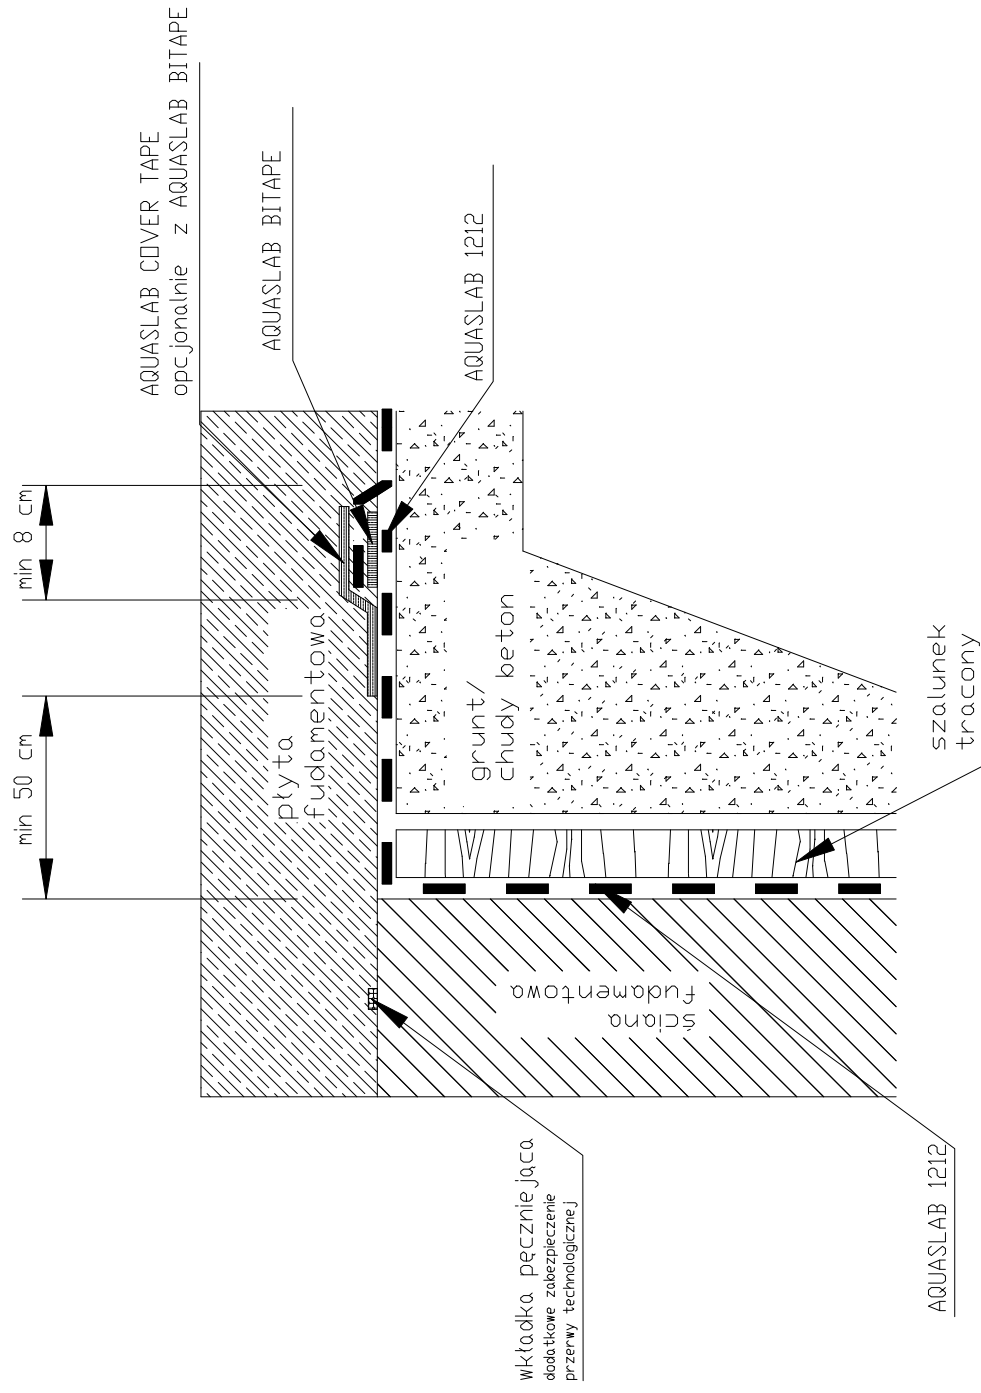 AQUASLAB COVER TAPE
opcjonalnie z AQUASLAB BITAPE
AQUASLAB BITAPE
AQUASLAB 1212
min 8 cm
min 50 cm
płyta
fudamentowa
grunt/
chudy beton
szalunek
tracony
ściana
fudamentowa
wkładka pęczniejąca
dodatkowe zabezpieczenie
przerwy technologicznej
AQUASLAB 1212